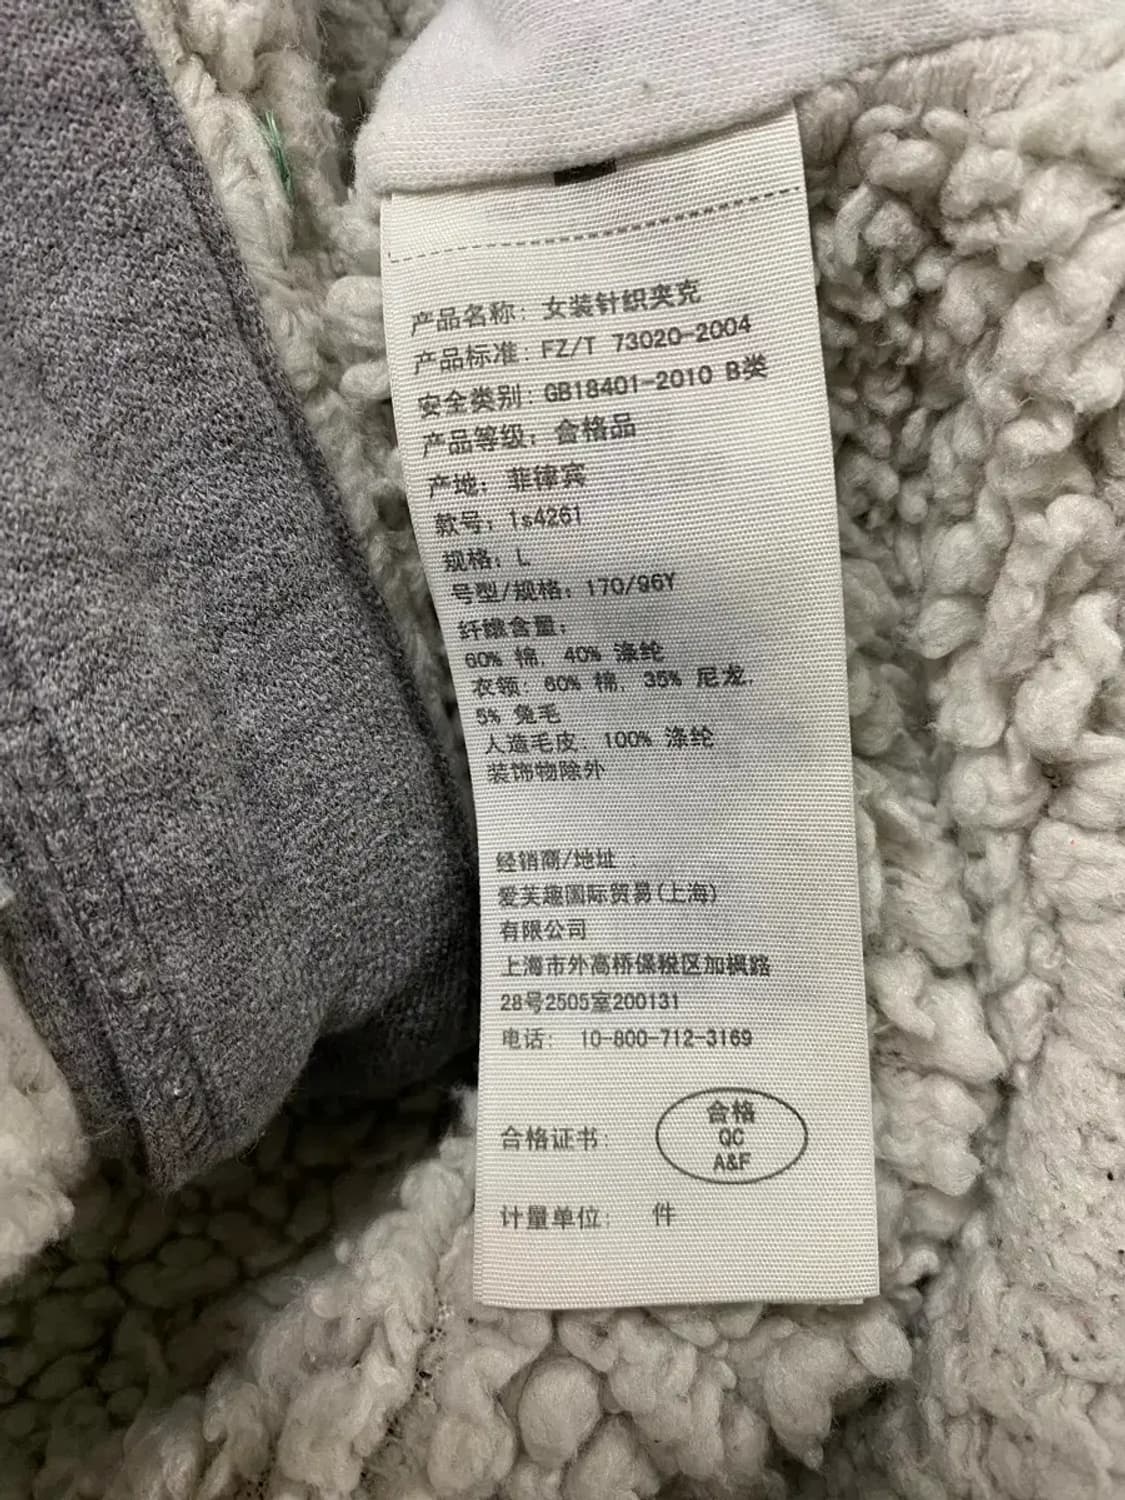 产品名称: 女装针织夹克
产品标准: FZ/T 73020-2004
安全类别: GB18401-2010 B类
产品等级: 合格品
产地: 菲律宾
款号: 1s4261
规格: L
号型/规格: 170/96Y
纤维含量:
60% 棉, 40% 涤纶
衣领: 60% 棉, 35% 尼龙,
5% 兔毛
人造毛皮: 100% 涤纶
装饰物除外
经销商/地址 :
爱芙趣国际贸易(上海)
有限公司
上海市外高桥保税区加枫路
28号2505室200131
电话: 10-800-712-3169
合格证书:
合格
QC
A&F
计量单位: 件